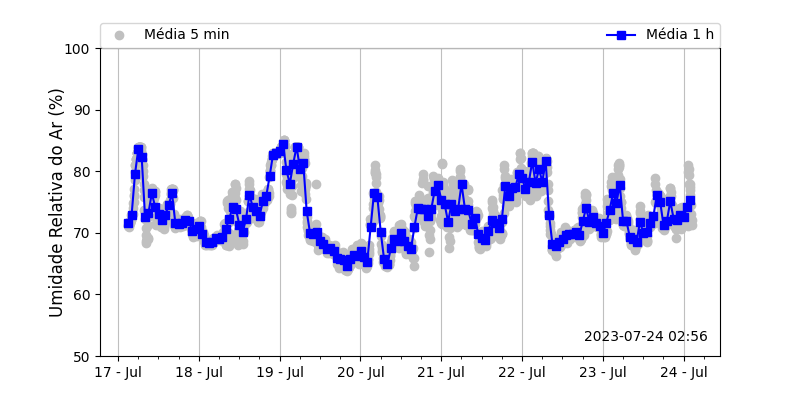 Média 5 min
Média 1 h
Umidade Relativa do Ar (%)
100
90
80
70
60
50
2023-07-24 02:56
17 - Jul
18 - Jul
19 - Jul
20 - Jul
21 - Jul
22 - Jul
23 - Jul
24 - Jul